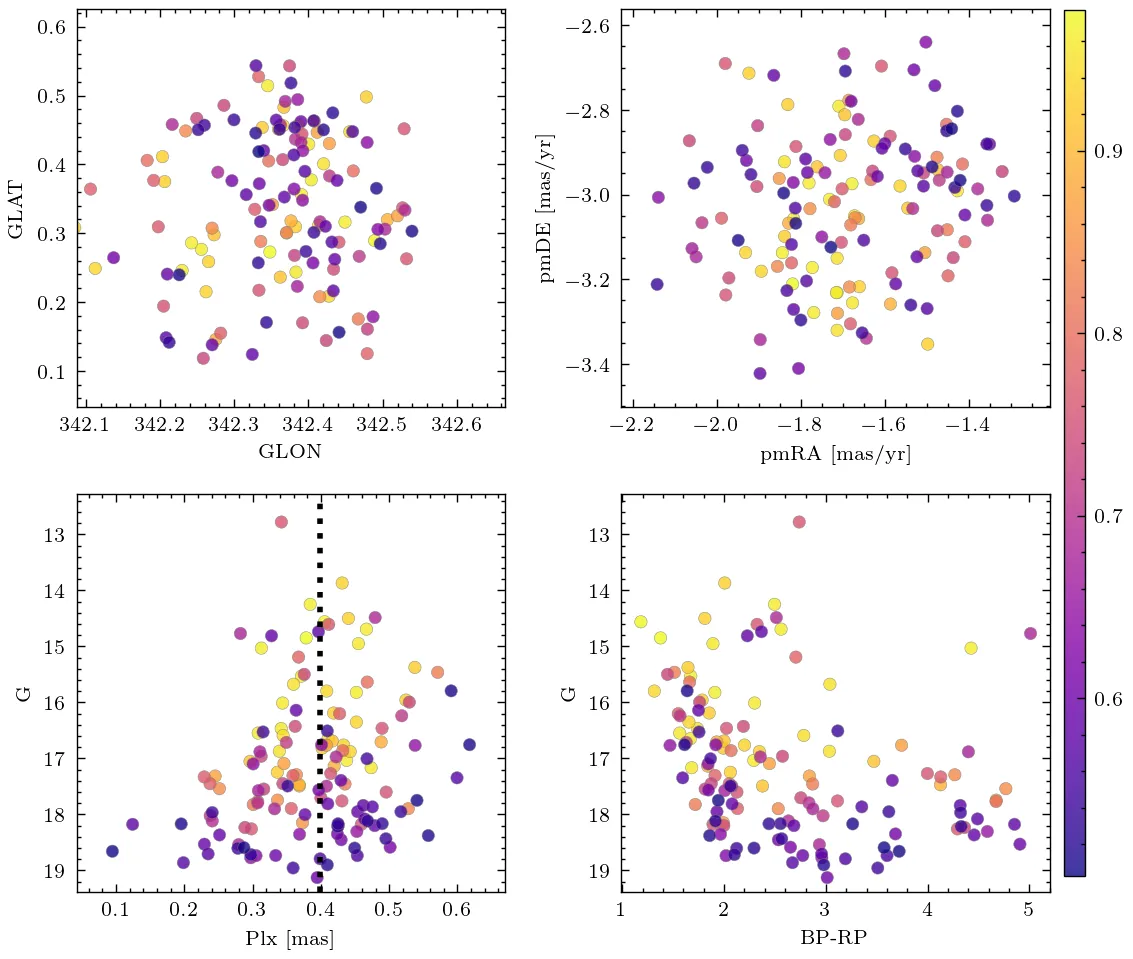 0.6
0.5
0.4
0.3
0.2
0.1
GLAT
342.1 342.2 342.3 342.4 342.5 342.6
GLON
−2.6
−2.8
−3.0
−3.2
−3.4
pmDE [mas/yr]
−2.2 −2.0 −1.8 −1.6 −1.4
pmRA [mas/yr]
0.9
0.8
0.7
0.6
13
14
15
16
17
18
19
G
0.1 0.2 0.3 0.4 0.5 0.6
Plx [mas]
13
14
15
16
17
18
19
G
1 2 3 4 5
BP-RP